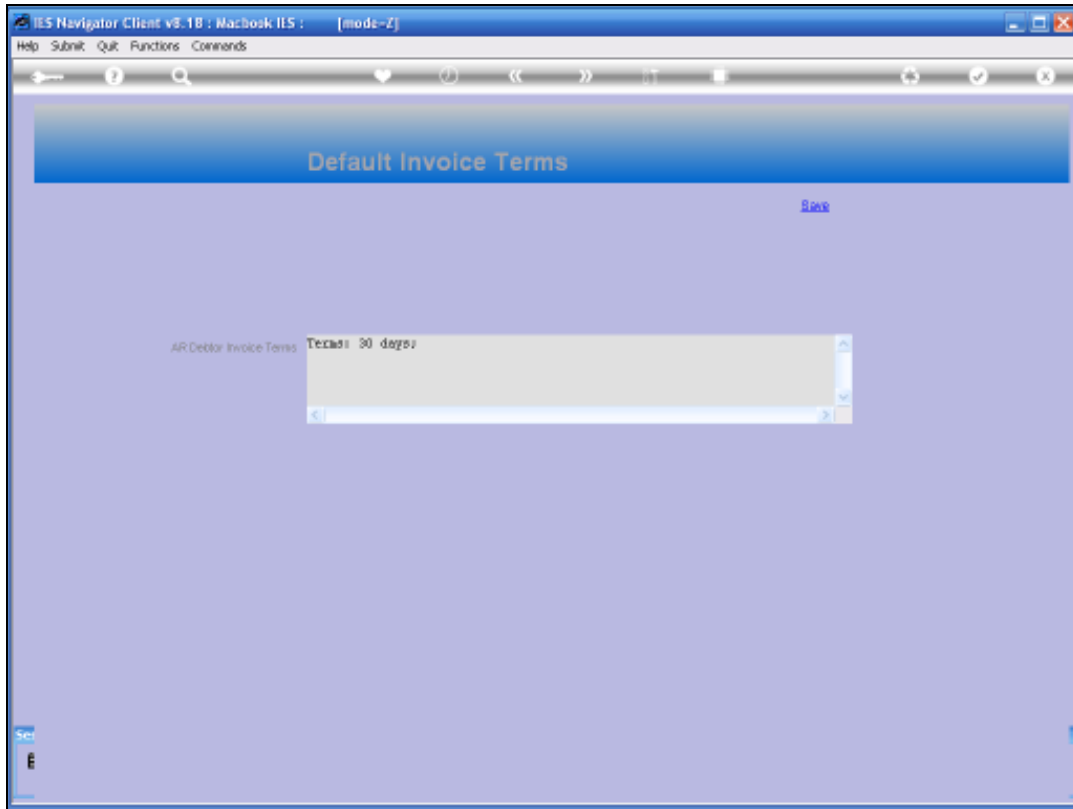 IES Navigator Client v8.1B : Macbook IES : [mode=Z]
Help Submit Quit Functions Commands
Default Invoice Terms
Save
AR Debtor Invoice Terms Terms: 30 days;